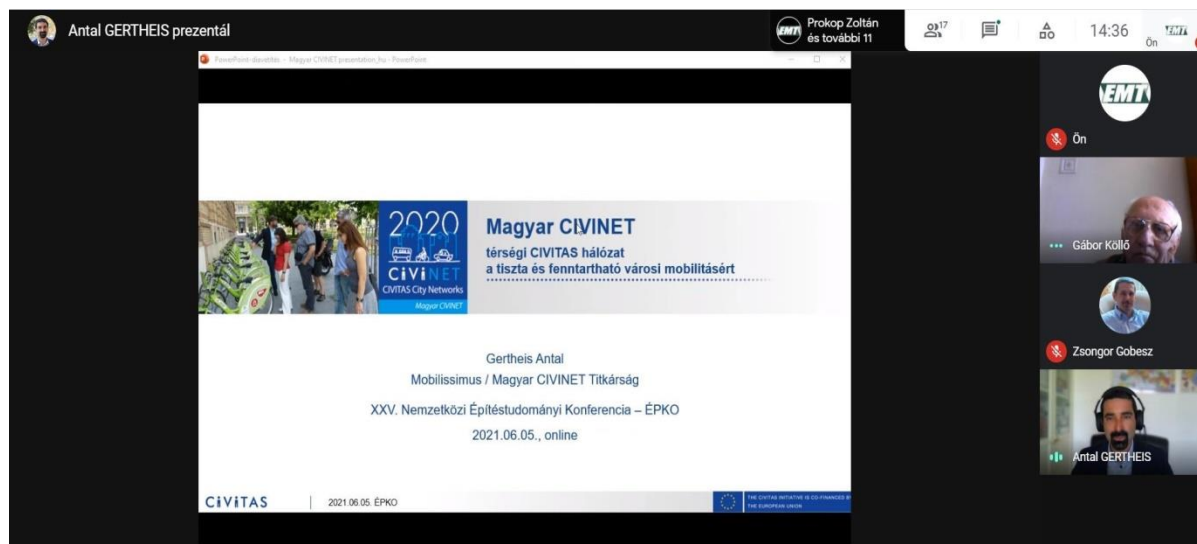 Antal GERTHEIS prezentál
EMT
Prokop Zoltán
és további 11
17
14:36
Ön
EMT
PowerPoint-diavetítés - Magyar CIVINET presentation_hu - PowerPoint
2020
CiViNET
CIVITAS City Networks
Magyar CIVINET
Magyar CIVINET
térségi CIVITAS hálózat
a tiszta és fenntartható városi mobilitásért
Gertheis Antal
Mobilissimus / Magyar CIVINET Titkárság
XXV. Nemzetközi Építéstudományi Konferencia – ÉPKO
2021.06.05., online
CiViTAS
2021.06.05. ÉPKO
THE CIVITAS INITIATIVE IS CO-FINANCED BY
THE EUROPEAN UNION
EMT
Ön
Gábor Köllő
Zsongor Gobesz
Antal GERTHEIS